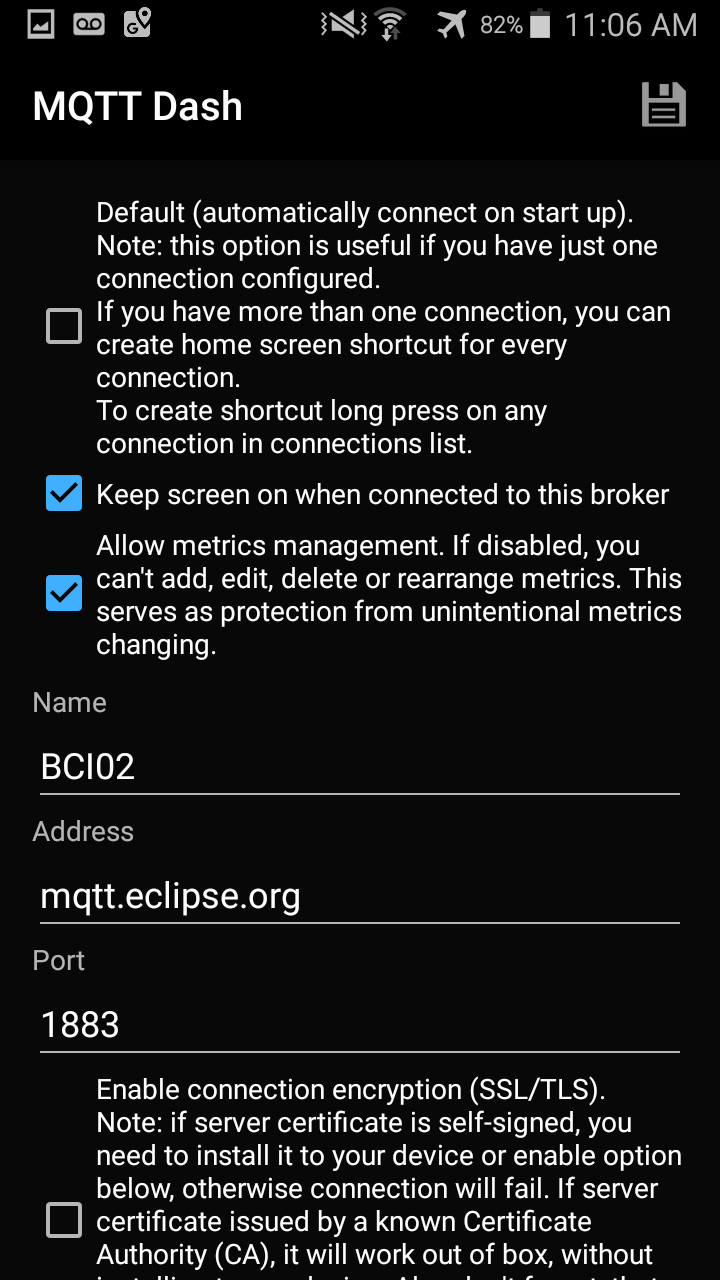 82% 11:06 AM
MQTT Dash
Default (automatically connect on start up).
Note: this option is useful if you have just one
connection configured.
If you have more than one connection, you can
create home screen shortcut for every
connection.
To create shortcut long press on any
connection in connections list.
Keep screen on when connected to this broker
Allow metrics management. If disabled, you
can't add, edit, delete or rearrange metrics. This
serves as protection from unintentional metrics
changing.
Name
BCI02
Address
mqtt.eclipse.org
Port
1883
Enable connection encryption (SSL/TLS).
Note: if server certificate is self-signed, you
need to install it to your device or enable option
below, otherwise connection will fail. If server
certificate issued by a known Certificate
Authority (CA), it will work out of box, without